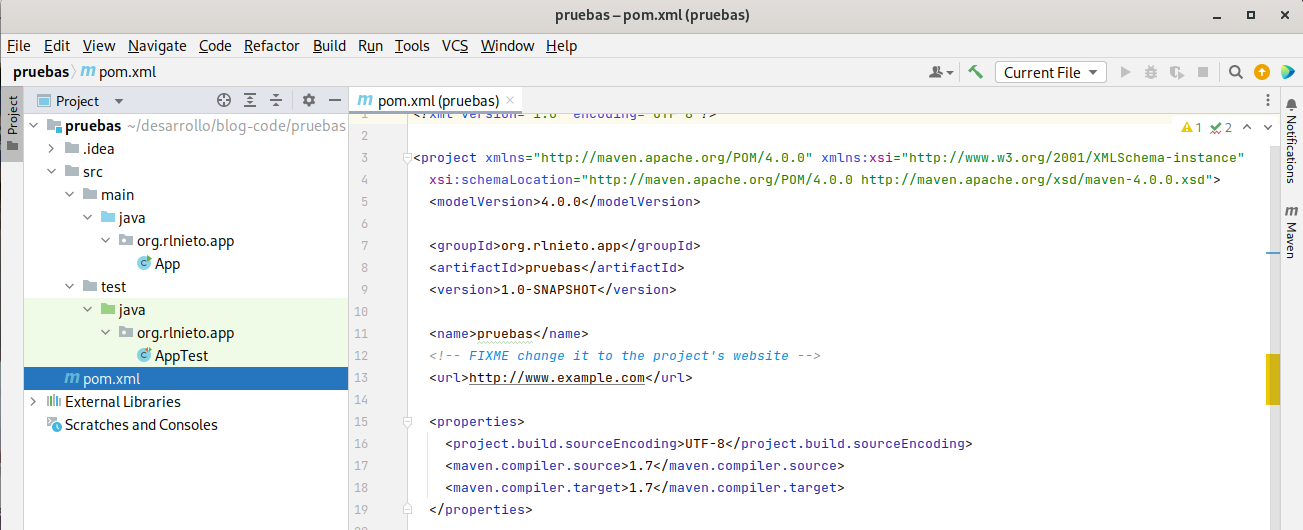 pruebas – pom.xml (pruebas)
File Edit View Navigate Code Refactor Build Run Tools VCS Window Help
pruebas pom.xml
Current File
Project
Project
pom.xml (pruebas)
pruebas ~/desarrollo/blog-code/pruebas
.idea
src
main
java
org.rlnieto.app
App
test
java
org.rlnieto.app
AppTest
pom.xml
External Libraries
Scratches and Consoles
1 <?xml version="1.0" encoding="UTF-8"?>
2
3 <project xmlns="http://maven.apache.org/POM/4.0.0" xmlns:xsi="http://www.w3.org/2001/XMLSchema-instance"
4 xsi:schemaLocation="http://maven.apache.org/POM/4.0.0 http://maven.apache.org/xsd/maven-4.0.0.xsd">
5 <modelVersion>4.0.0</modelVersion>
6
7 <groupId>org.rlnieto.app</groupId>
8 <artifactId>pruebas</artifactId>
9 <version>1.0-SNAPSHOT</version>
10
11 <name>pruebas</name>
12 <!-- FIXME change it to the project's website -->
13 <url>http://www.example.com</url>
14
15 <properties>
16 <project.build.sourceEncoding>UTF-8</project.build.sourceEncoding>
17 <maven.compiler.source>1.7</maven.compiler.source>
18 <maven.compiler.target>1.7</maven.compiler.target>
19 </properties>
1 2
Notifications
Maven